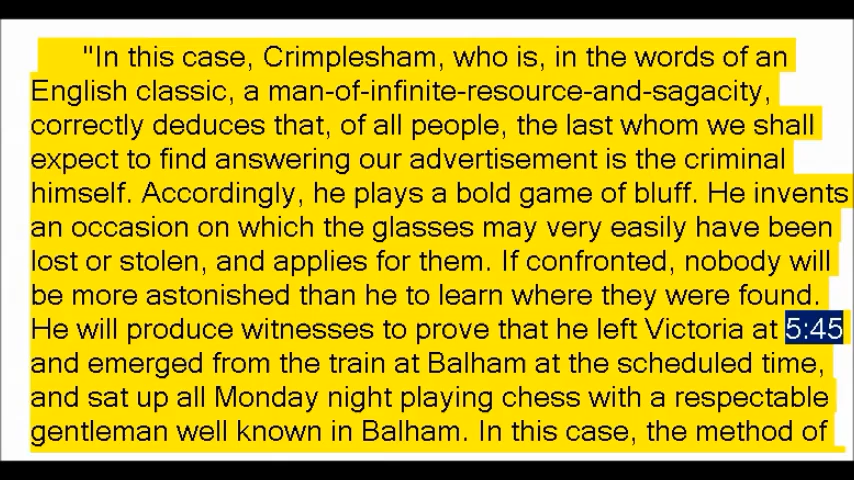 "In this case, Crimplesham, who is, in the words of an
English classic, a man-of-infinite-resource-and-sagacity,
correctly deduces that, of all people, the last whom we shall
expect to find answering our advertisement is the criminal
himself. Accordingly, he plays a bold game of bluff. He invents
an occasion on which the glasses may very easily have been
lost or stolen, and applies for them. If confronted, nobody will
be more astonished than he to learn where they were found.
He will produce witnesses to prove that he left Victoria at 5:45
and emerged from the train at Balham at the scheduled time,
and sat up all Monday night playing chess with a respectable
gentleman well known in Balham. In this case, the method of